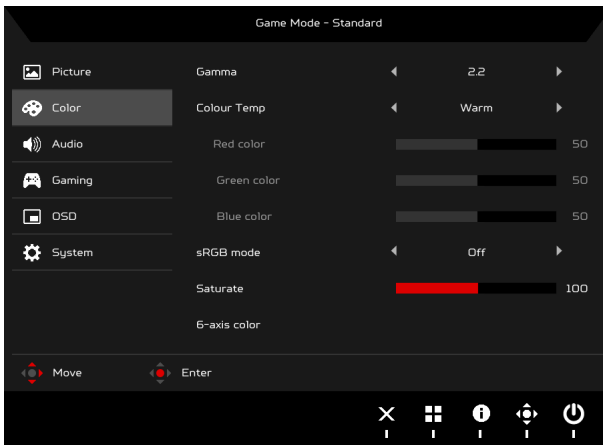 Game Mode - Standard
Picture
Gamma 2.2
Color
Colour Temp Warm
Audio
Red color 50
Gaming
Green color 50
OSD
Blue color 50
System
sRGB mode Off
Saturate 100
6-axis color
Move Enter